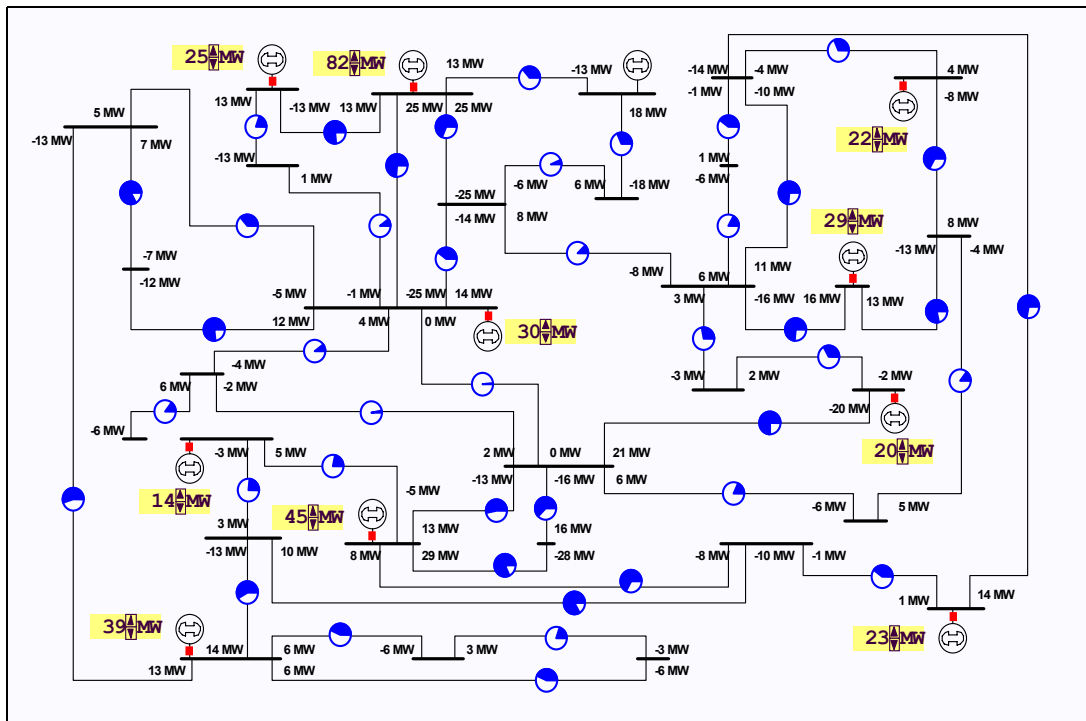 25 MW
82 MW
13 MW
-13 MW
-14 MW
-4 MW
4 MW
-1 MW
-10 MW
-8 MW
5 MW
13 MW
-13 MW
13 MW
25 MW
25 MW
18 MW
22 MW
-13 MW
7 MW
-13 MW
1 MW
1 MW
-6 MW
-6 MW
6 MW
-18 MW
-25 MW
-14 MW
8 MW
29 MW
8 MW
-13 MW
-4 MW
-7 MW
-12 MW
-8 MW
6 MW
11 MW
3 MW
-16 MW
16 MW
13 MW
-5 MW
-1 MW
-25 MW
14 MW
12 MW
4 MW
0 MW
30 MW
-4 MW
6 MW
-2 MW
-3 MW
2 MW
-2 MW
-20 MW
-6 MW
20 MW
-3 MW
5 MW
2 MW
0 MW
21 MW
-13 MW
-16 MW
6 MW
14 MW
-5 MW
-6 MW
5 MW
45 MW
3 MW
13 MW
16 MW
-13 MW
10 MW
8 MW
29 MW
-28 MW
-8 MW
-10 MW
-1 MW
1 MW
14 MW
39 MW
23 MW
14 MW
6 MW
-6 MW
3 MW
-3 MW
13 MW
6 MW
-6 MW